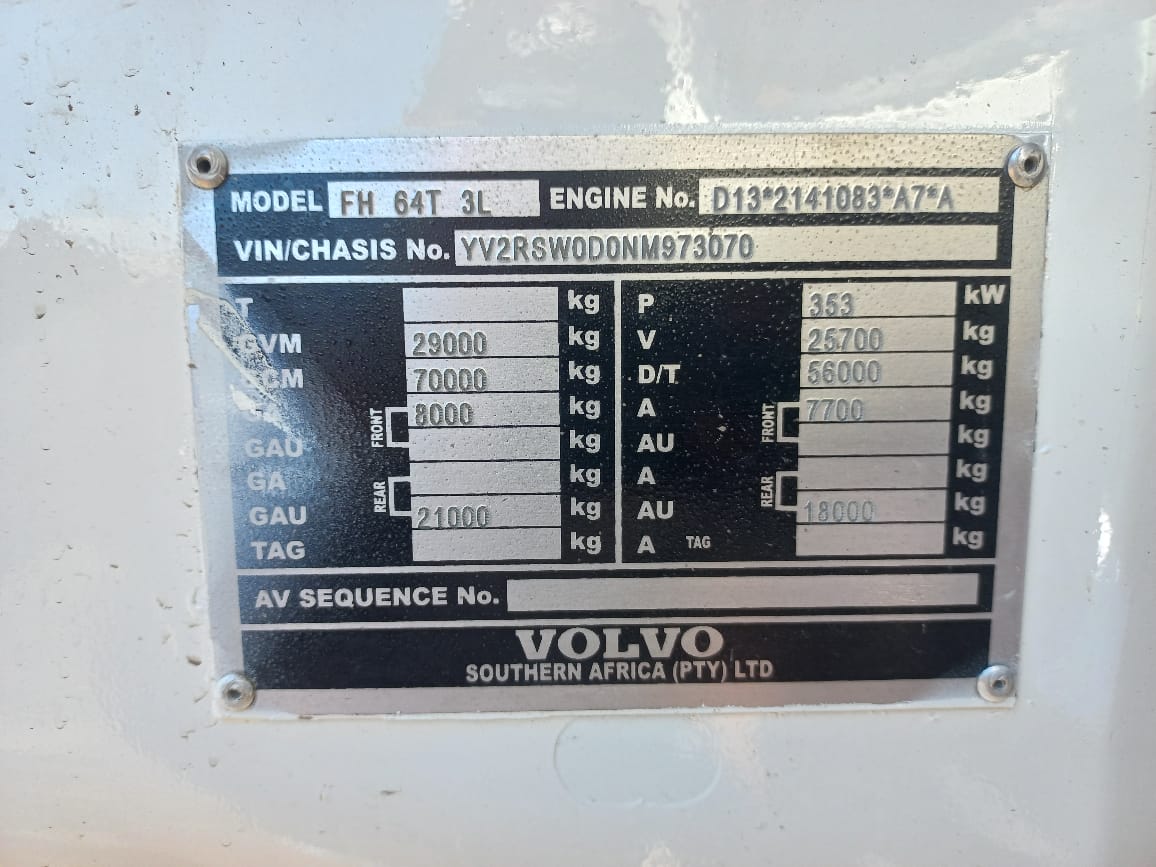 MODEL FH 64T 3L ENGINE No. D13*2141083*A7*A
VIN/CHASIS No. YV2RSW0D0NM973070
T kg P 353 kW
GVM 29000 kg V 25700 kg
GCM 70000 kg D/T 56000 kg
FRONT 8000 kg A FRONT 7700 kg
GAU kg AU kg
GA REAR kg A REAR kg
GAU 21000 kg AU 18000 kg
TAG kg A TAG kg
AV SEQUENCE No.
VOLVO
SOUTHERN AFRICA (PTY) LTD